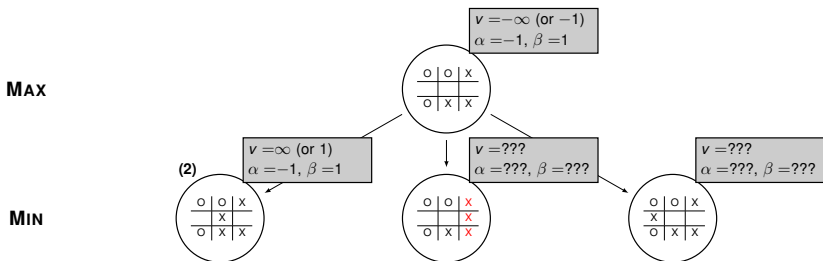 v =−∞ (or −1)
α =−1, β =1
O O X
O X X
MAX
v =∞ (or 1)
α =−1, β =1
v =???
α =???, β =???
v =???
α =???, β =???
(2)
O O X
X
O X X
O O X
X
O X X
O O X
X
O X X
MIN